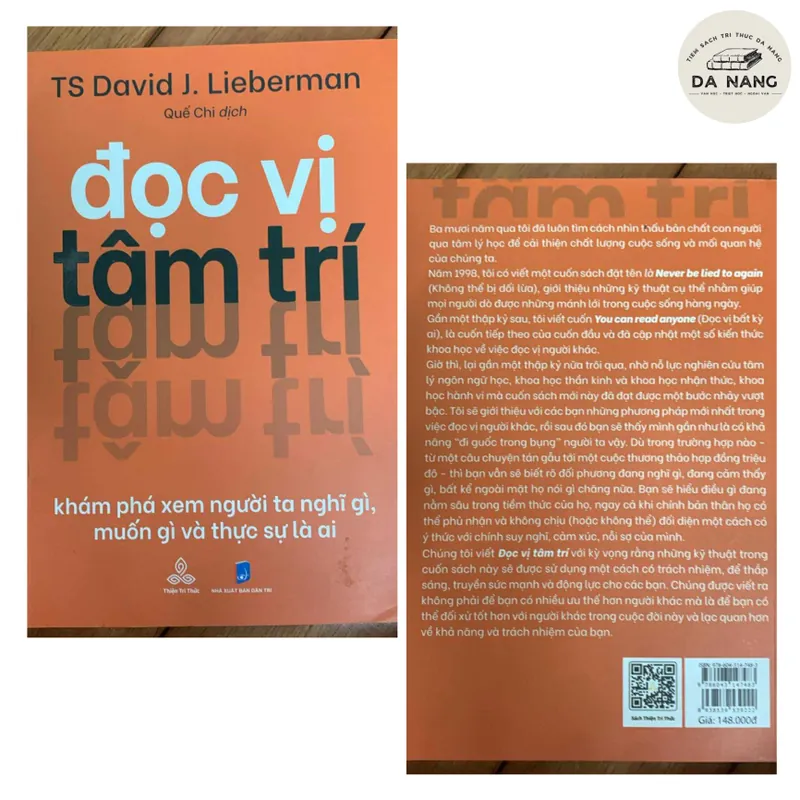 TS David J. Lieberman
Quế Chi dịch
đọc vị
tâm trí
tâm trí
tâm trí
khám phá xem người ta nghĩ gì,
muốn gì và thực sự là ai
Thiện Tri Thức
NHÀ XUẤT BẢN DÂN TRÍ
TIỆM SÁCH TRI THỨC ĐA NANG
DA NANG
tâm trí
Ba mươi năm qua tôi đã luôn tìm cách nhìn thấu bản chất con người
qua tâm lý học để cải thiện chất lượng cuộc sống và mối quan hệ
của chúng ta.
Năm 1998, tôi có viết một cuốn sách đặt tên là Never be lied to again
(Không thể bị dối lừa), giới thiệu những kỹ thuật cụ thể nhằm giúp
mọi người dò được những mánh lới trong cuộc sống hàng ngày.
Gần một thập kỷ sau, tôi viết cuốn You can read anyone (Đọc vị bất kỳ
ai), là cuốn tiếp theo của cuốn đầu và đã cập nhật một số kiến thức
khoa học về việc đọc vị người khác.
Giờ thì, lại gần một thập kỷ nữa trôi qua, nhờ nỗ lực nghiên cứu tâm
lý ngôn ngữ học, khoa học thần kinh và khoa học nhận thức, khoa
học hành vi mà cuốn sách mới này đã đạt được một bước nhảy vượt
bậc. Tôi sẽ giới thiệu với các bạn những phương pháp mới nhất trong
việc đọc vị người khác, rồi sau đó bạn sẽ thấy mình gần như là có khả
năng “đi guốc trong bụng” người ta vậy. Dù trong trường hợp nào -
từ một câu chuyện tán gẫu tới một cuộc thương thảo hợp đồng triệu
đô - thì bạn vẫn sẽ biết rõ đối phương đang nghĩ gì, đang cảm thấy
gì, bất kể ngoài mặt họ nói gì chăng nữa. Bạn sẽ hiểu điều gì đang
nằm sâu trong tiềm thức của họ, ngay cả khi chính bản thân họ có
thể phủ nhận và không chịu (hoặc không thể) đối diện một cách có
ý thức với chính suy nghĩ, cảm xúc, nỗi sợ của mình.
Chúng tôi viết Đọc vị tâm trí với kỳ vọng rằng những kỹ thuật trong
cuốn sách này sẽ được sử dụng một cách có trách nhiệm, để thắp
sáng, truyền sức mạnh và động lực cho các bạn. Chúng được viết ra
không phải để bạn có nhiều ưu thế hơn người khác mà là để bạn có
thể đối xử tốt hơn với người khác trong cuộc đời này và lạc quan hơn
về khả năng và trách nhiệm của bạn.
Sách Thiện Tri Thức
Giá: 148.000đ